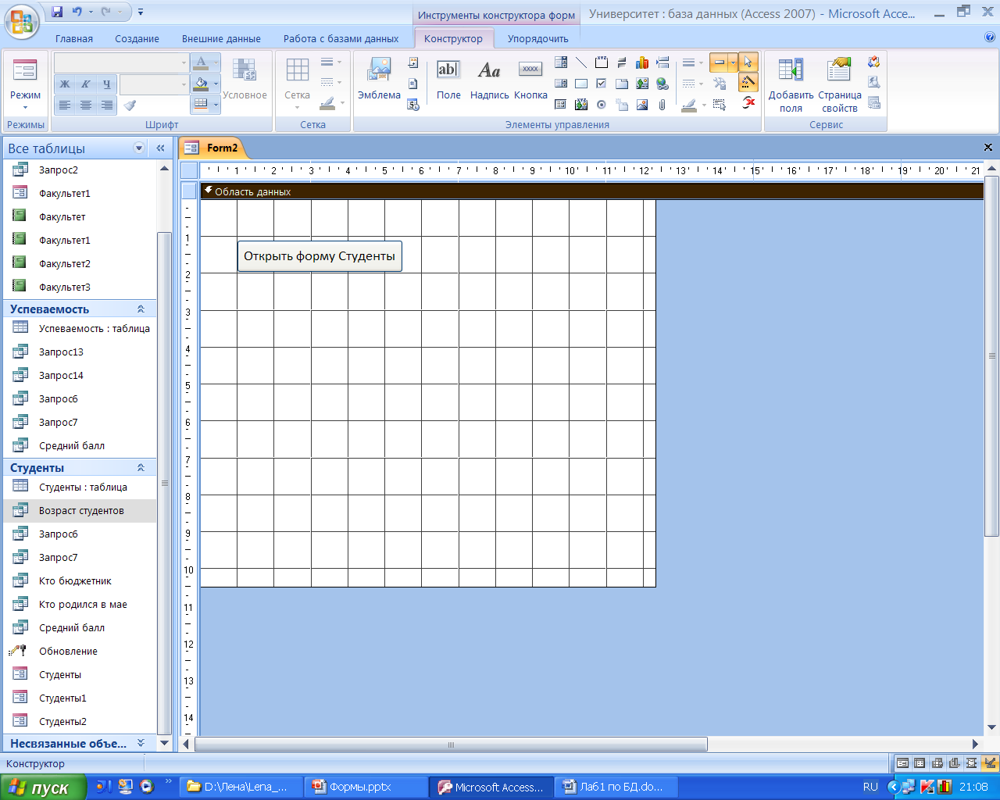 Инструменты конструктора форм
Университет : база данных (Access 2007) - Microsoft Acce...
Главная Создание Внешние данные Работа с базами данных Конструктор Упорядочить
Ж К Ч
Режим
Условное
Сетка
Эмблема
ab|
Поле
Aa
Надпись
XXXX
Кнопка
Добавить поля
Страница свойств
Режимы Шрифт Сетка Элементы управления Сервис
Все таблицы
Form2
Запрос2
Факультет1
Факультет
Факультет1
Факультет2
Факультет3
Успеваемость
Успеваемость : таблица
Запрос13
Запрос14
Запрос6
Запрос7
Средний балл
Студенты
Студенты : таблица
Возраст студентов
Запрос6
Запрос7
Кто бюджетник
Кто родился в мае
Средний балл
Обновление
Студенты
Студенты1
Студенты2
Несвязанные объе...
1 2 3 4 5 6 7 8 9 10 11 12 13 14 15 16 17 18 19 20 21
Область данных
Открыть форму Студенты
1
2
3
4
5
6
7
8
9
10
11
12
13
14
Конструктор
пуск
D:\Лена\Lena_...
Формы.pptx
Microsoft Access...
Лаб1 по БД.do...
RU
21:08